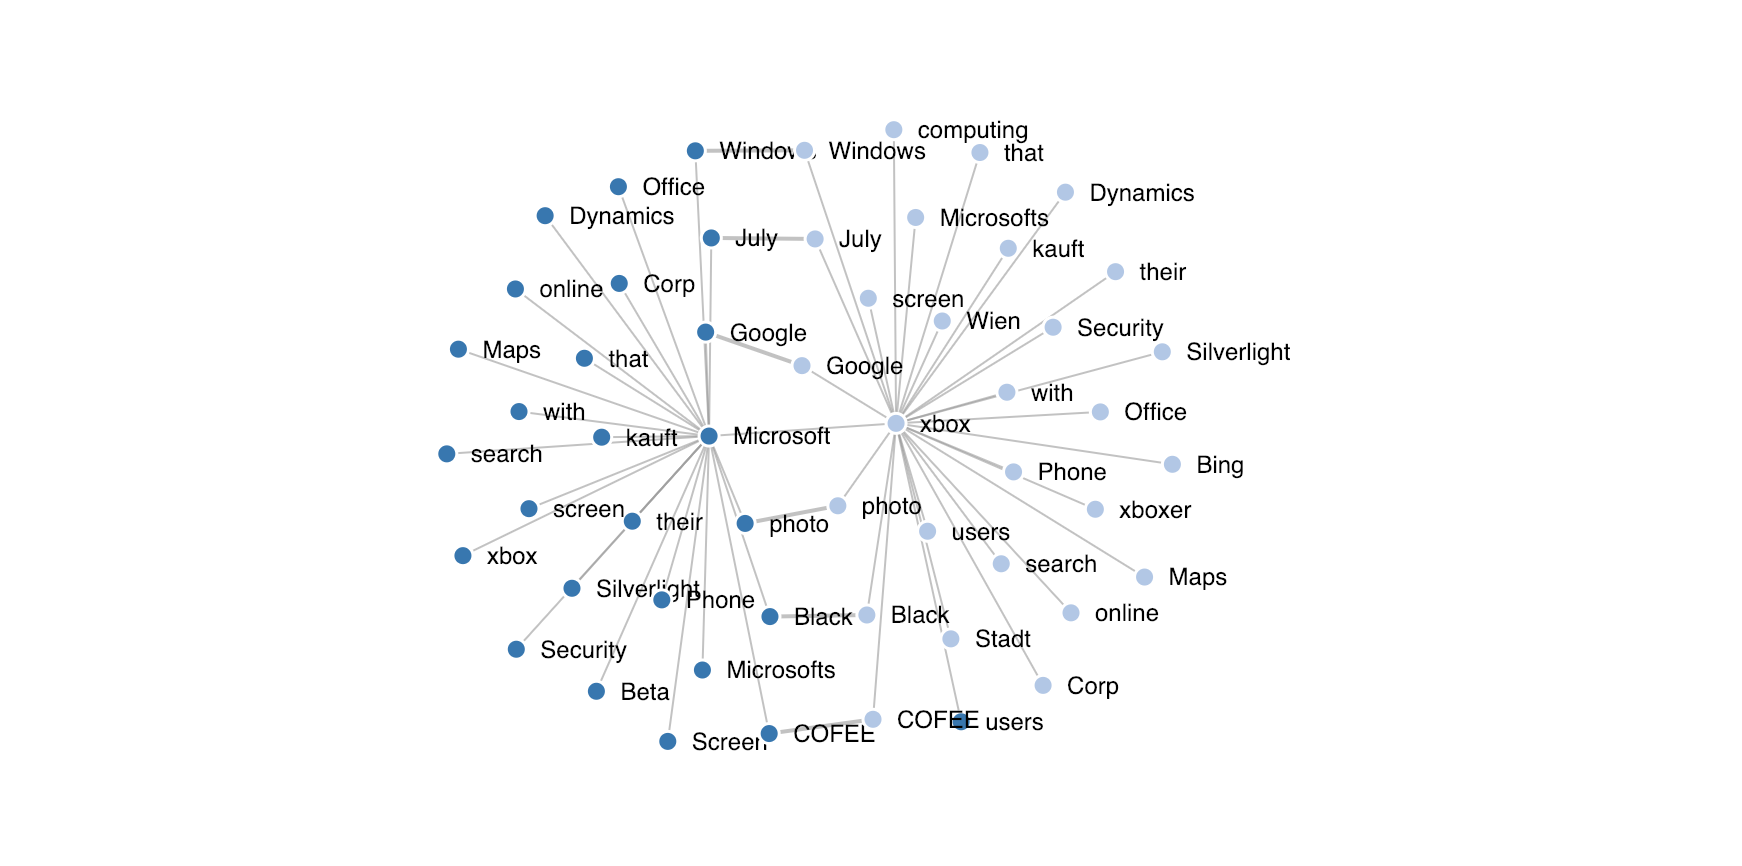 computing
Windows
Windows
that
Office
Dynamics
Dynamics
Microsofts
July
July
kauft
their
Corp
online
screen
Wien
Security
Google
Maps
that
Silverlight
Google
with
with
Office
Microsoft
xbox
kauft
search
Bing
Phone
screen
photo
xboxer
their
photo
users
xbox
search
Maps
Silverlight
Phone
online
Black
Black
Stadt
Security
Microsofts
Corp
Beta
COFEE
users
COFEE
Screen